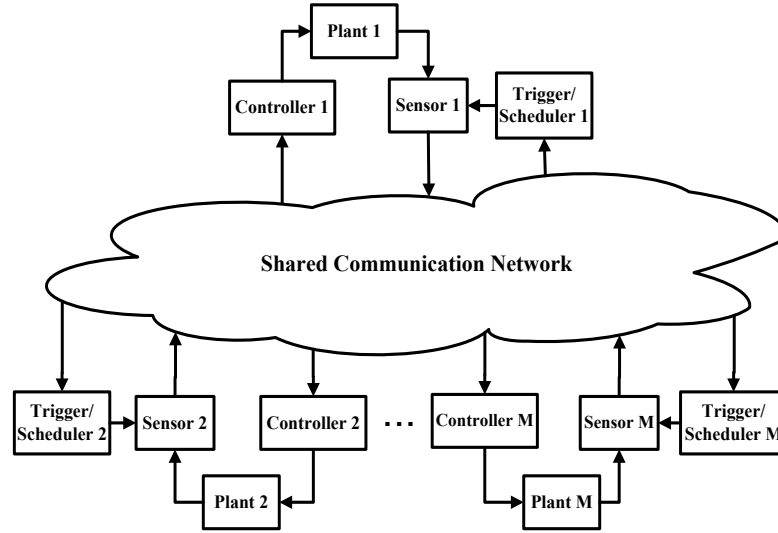 Plant 1
Controller 1
Sensor 1
Trigger/
Scheduler 1
Shared Communication Network
Trigger/
Scheduler 2
Sensor 2
Controller 2
...
Controller M
Sensor M
Trigger/
Scheduler M
Plant 2
Plant M